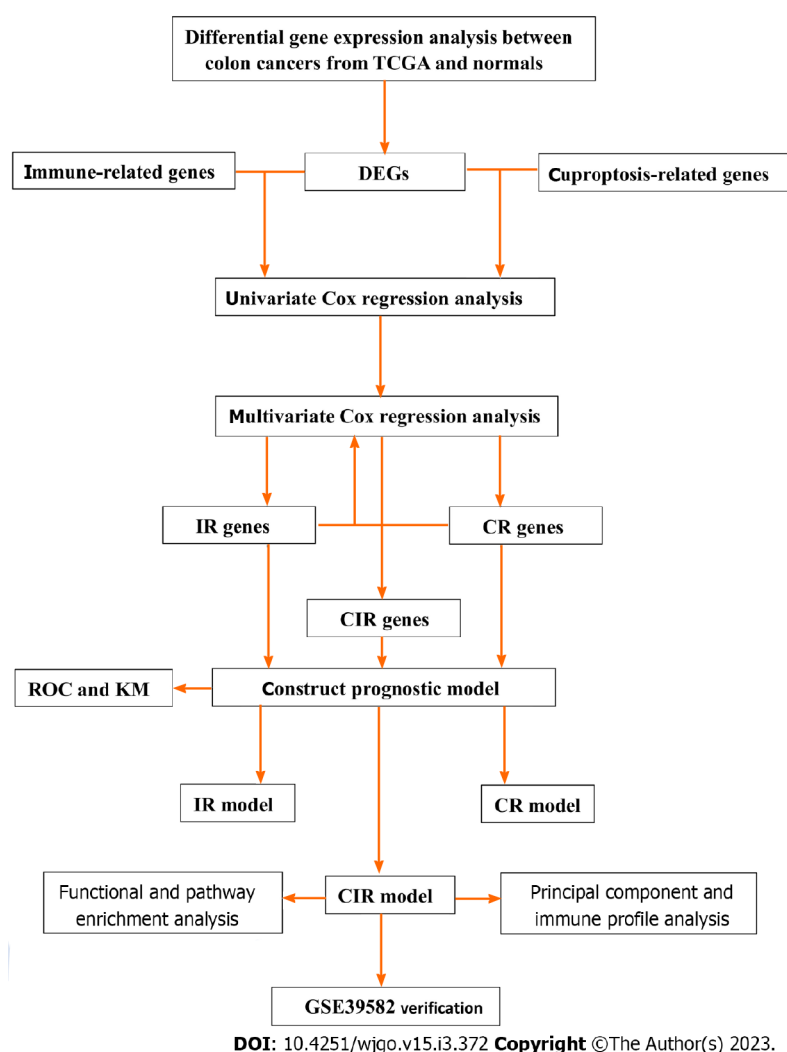 Differential gene expression analysis between
colon cancers from TCGA and normals
Immune-related genes
DEGs
Cuproptosis-related genes
Univariate Cox regression analysis
Multivariate Cox regression analysis
IR genes
CR genes
CIR genes
ROC and KM
Construct prognostic model
IR model
CR model
Functional and pathway
enrichment analysis
CIR model
Principal component and
immune profile analysis
GSE39582 verification
DOI: 10.4251/wjgo.v15.i3.372 Copyright ©The Author(s) 2023.